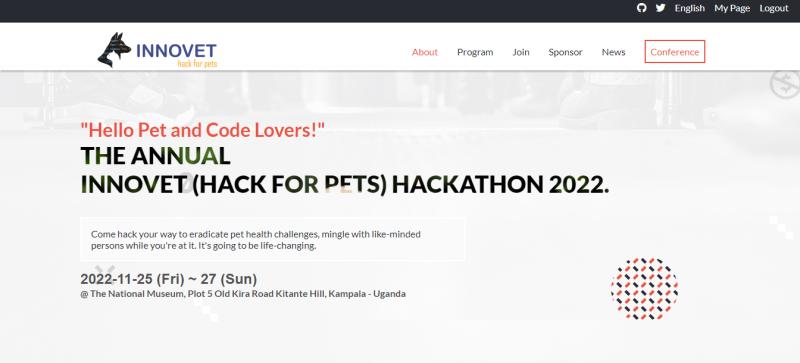 English My Page Logout
INNOVET
hack for pets
About Program Join Sponsor News Conference
"Hello Pet and Code Lovers!"
THE ANNUAL
INNOVET (HACK FOR PETS) HACKATHON 2022.
Come hack your way to eradicate pet health challenges, mingle with like-minded
persons while you're at it. It's going to be life-changing.
2022-11-25 (Fri) ~ 27 (Sun)
@ The National Museum, Plot 5 Old Kira Road Kitante Hill, Kampala - Uganda